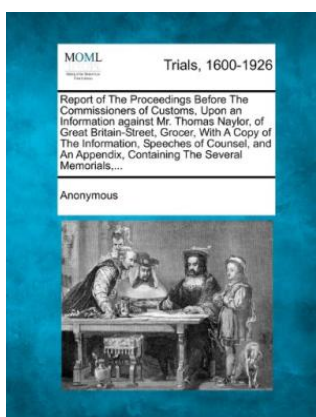 MOML
Trials, 1600-1926
Report of The Proceedings Before The
Commissioners of Customs, Upon an
Information against Mr. Thomas Naylor, of
Great Britain-Street, Grocer, With A Copy of
The Information, Speeches of Counsel, and
An Appendix, Containing The Several
Memorials,...
Anonymous